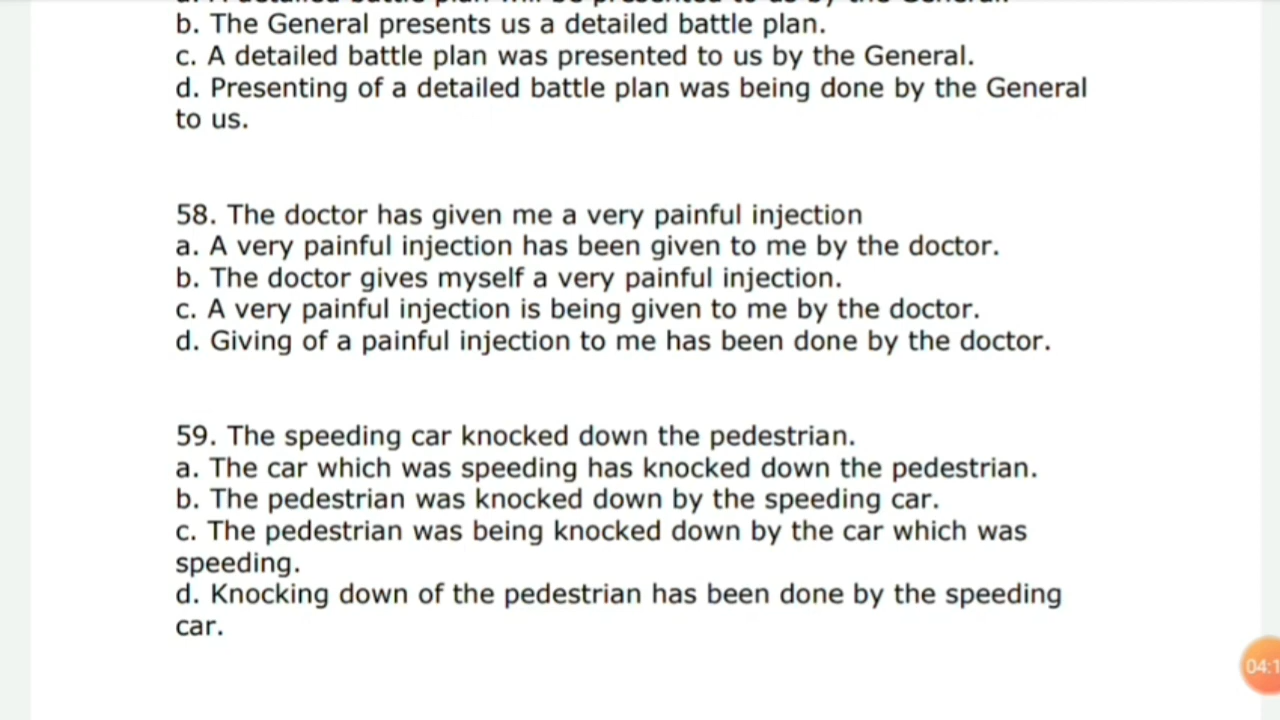 b. The General presents us a detailed battle plan.
c. A detailed battle plan was presented to us by the General.
d. Presenting of a detailed battle plan was being done by the General
to us.
58. The doctor has given me a very painful injection
a. A very painful injection has been given to me by the doctor.
b. The doctor gives myself a very painful injection.
c. A very painful injection is being given to me by the doctor.
d. Giving of a painful injection to me has been done by the doctor.
59. The speeding car knocked down the pedestrian.
a. The car which was speeding has knocked down the pedestrian.
b. The pedestrian was knocked down by the speeding car.
c. The pedestrian was being knocked down by the car which was
speeding.
d. Knocking down of the pedestrian has been done by the speeding
car.
04:1